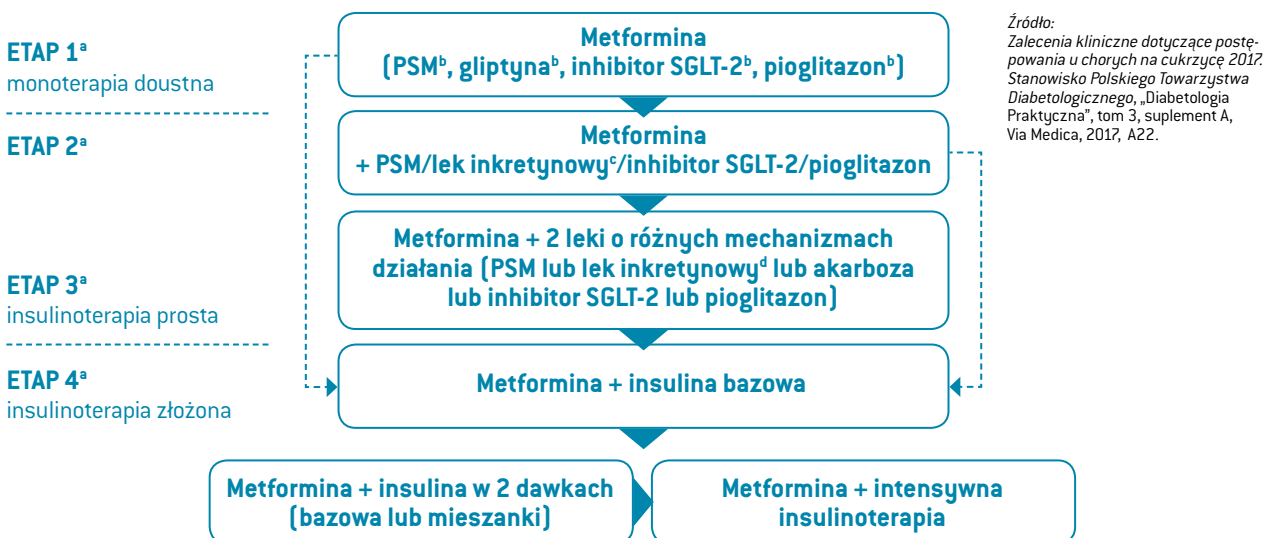 ETAP 1ᵃ
monoterapia doustna
ETAP 2ᵃ
ETAP 3ᵃ
insulinoterapia prosta
ETAP 4ᵃ
insulinoterapia złożona
Metformina
(PSMᵇ, gliptynaᵇ, inhibitor SGLT-2ᵇ, pioglitazonᵇ)
Metformina
+ PSM/lek inkretynowyᶜ/inhibitor SGLT-2/pioglitazon
Metformina + 2 leki o różnych mechanizmach
działania (PSM lub lek inkretynowyᵈ lub akarboza
lub inhibitor SGLT-2 lub pioglitazon)
Metformina + insulina bazowa
Metformina + insulina w 2 dawkach
(bazowa lub mieszanki)
Metformina + intensywna
insulinoterapia
Źródło:
Zalecenia kliniczne dotyczące postę-
powania u chorych na cukrzycę 2017.
Stanowisko Polskiego Towarzystwa
Diabetologicznego, „Diabetologia
Praktyczna”, tom 3, suplement A,
Via Medica, 2017, A22.